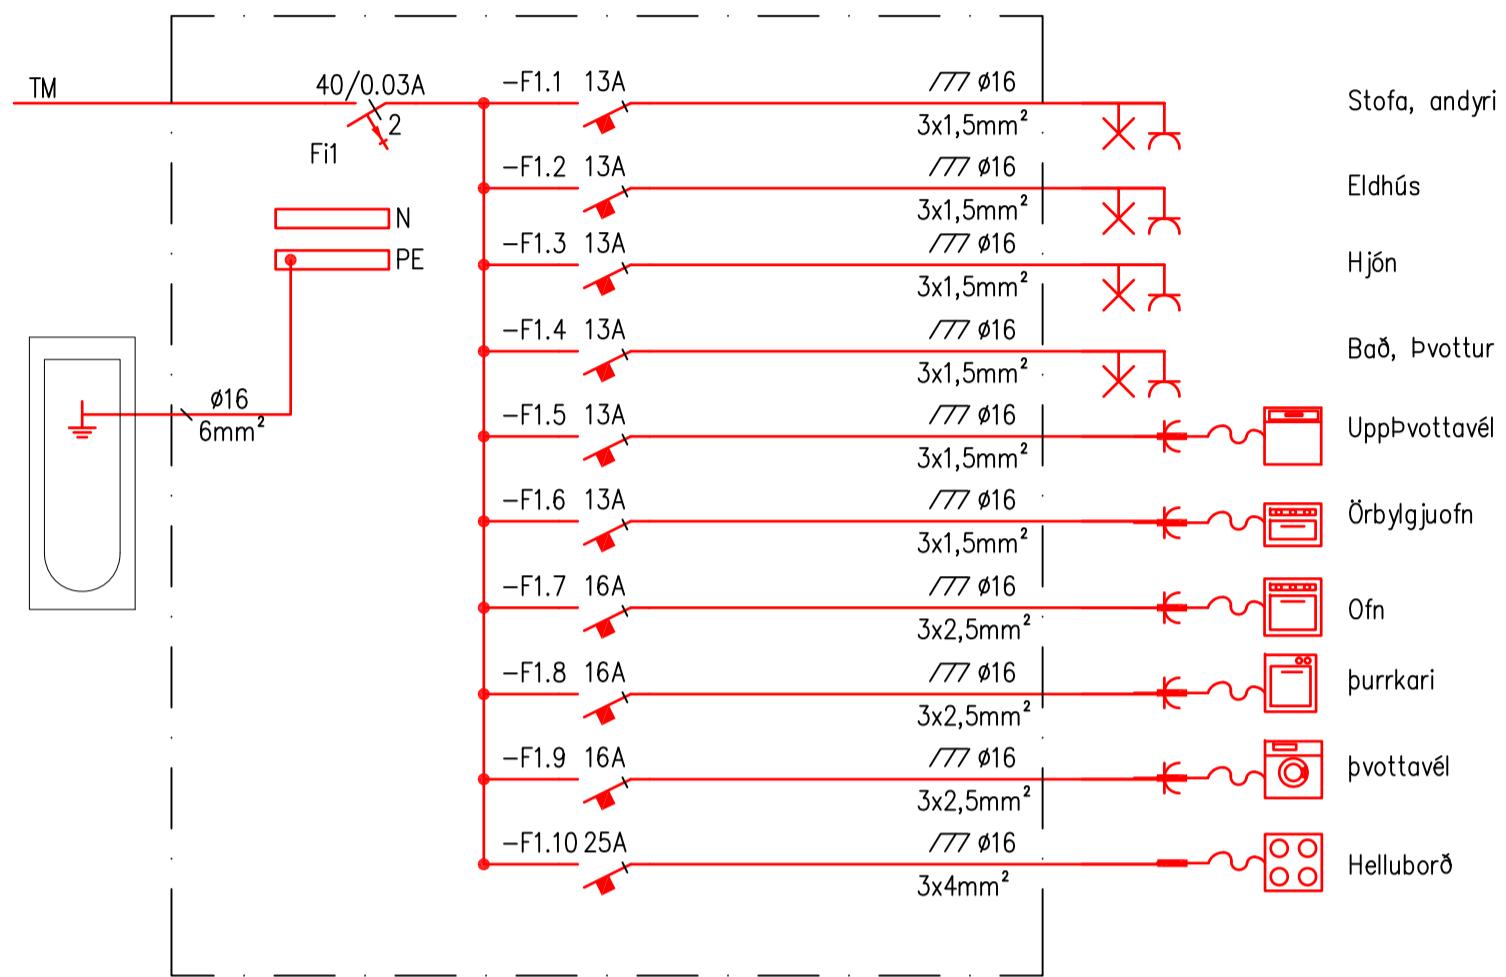 TM
40/0.03A
2
Fi1
N
PE
ø16
6mm²
-F1.1 13A ø16
3x1,5mm²
Stofa, andyri
-F1.2 13A ø16
3x1,5mm²
Eldhús
-F1.3 13A ø16
3x1,5mm²
Hjón
-F1.4 13A ø16
3x1,5mm²
Bað, Þvottur
-F1.5 13A ø16
3x1,5mm²
UppÞvottavél
-F1.6 13A ø16
3x1,5mm²
Örbylgjuofn
-F1.7 16A ø16
3x2,5mm²
Ofn
-F1.8 16A ø16
3x2,5mm²
þurrkari
-F1.9 16A ø16
3x2,5mm²
þvottavél
-F1.10 25A ø16
3x4mm²
Helluborð